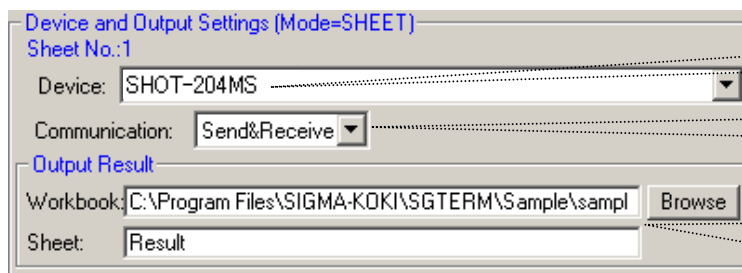 Device and Output Settings (Mode=SHEET)
Sheet No.:1
Device: SHOT-204MS
Communication: Send&Receive
Output Result
Workbook: C:\Program Files\SIGMA-KOKI\SGTERM\Sample\sampl Browse
Sheet: Result